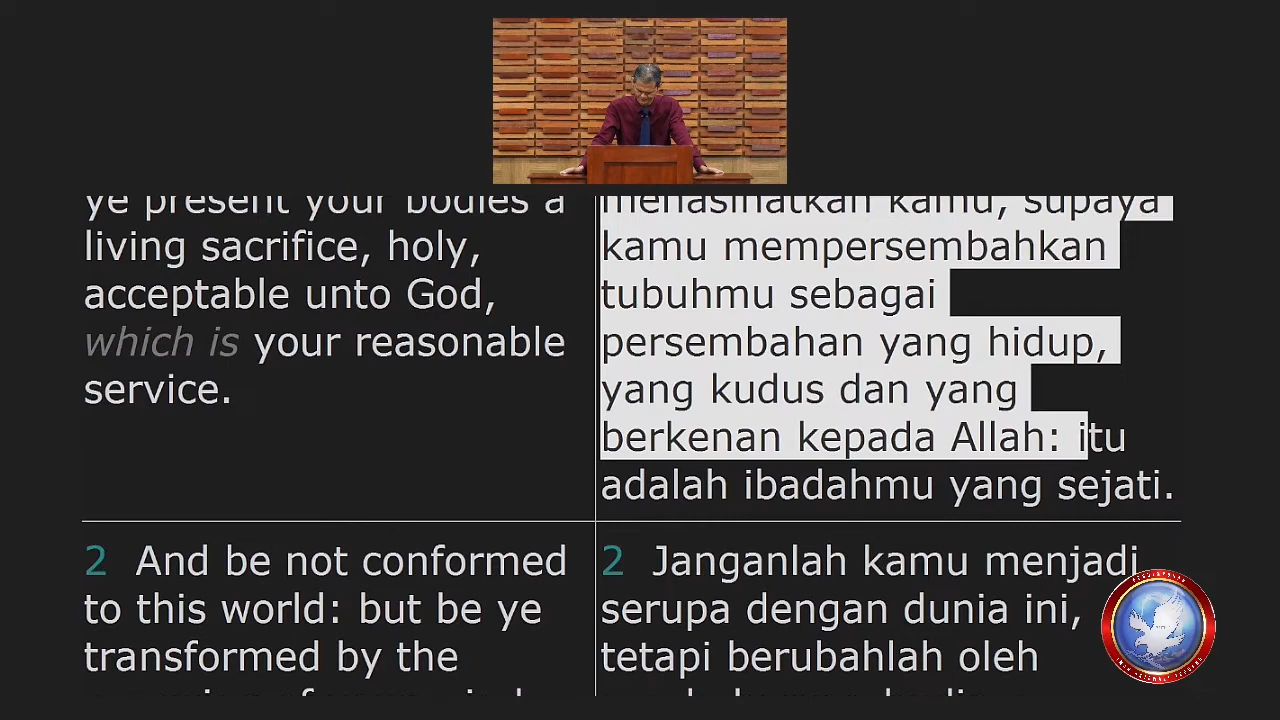 ye present your bodies a
living sacrifice, holy,
acceptable unto God,
which is your reasonable
service.
menasihatkan kamu, supaya
kamu mempersembahkan
tubuhmu sebagai
persembahan yang hidup,
yang kudus dan yang
berkenan kepada Allah: itu
adalah ibadahmu yang sejati.
2 And be not conformed
to this world: but be ye
transformed by the
2 Janganlah kamu menjadi
serupa dengan dunia ini,
tetapi berubahlah oleh